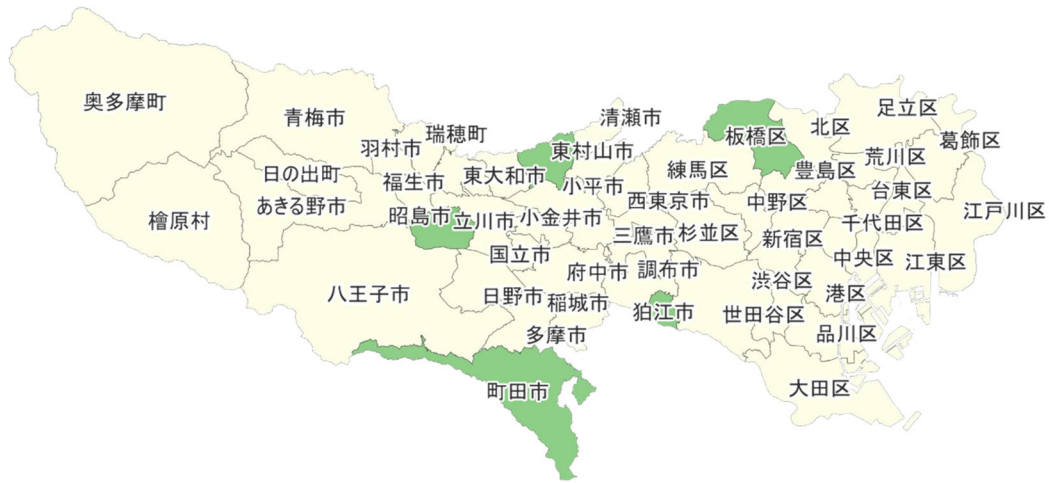 奥多摩町
青梅市
羽村市
瑞穂町
清瀬市
板橋区
北区
足立区
葛飾区
東村山市
荒川区
豊島区
練馬区
日の出町
福生市
東大和市
小平市
西東京市
中野区
台東区
江戸川区
あきる野市
檜原村
昭島市
立川市
小金井市
三鷹市
杉並区
新宿区
千代田区
国立市
府中市
調布市
渋谷区
中央区
江東区
八王子市
日野市
稲城市
狛江市
世田谷区
港区
多摩市
品川区
町田市
大田区